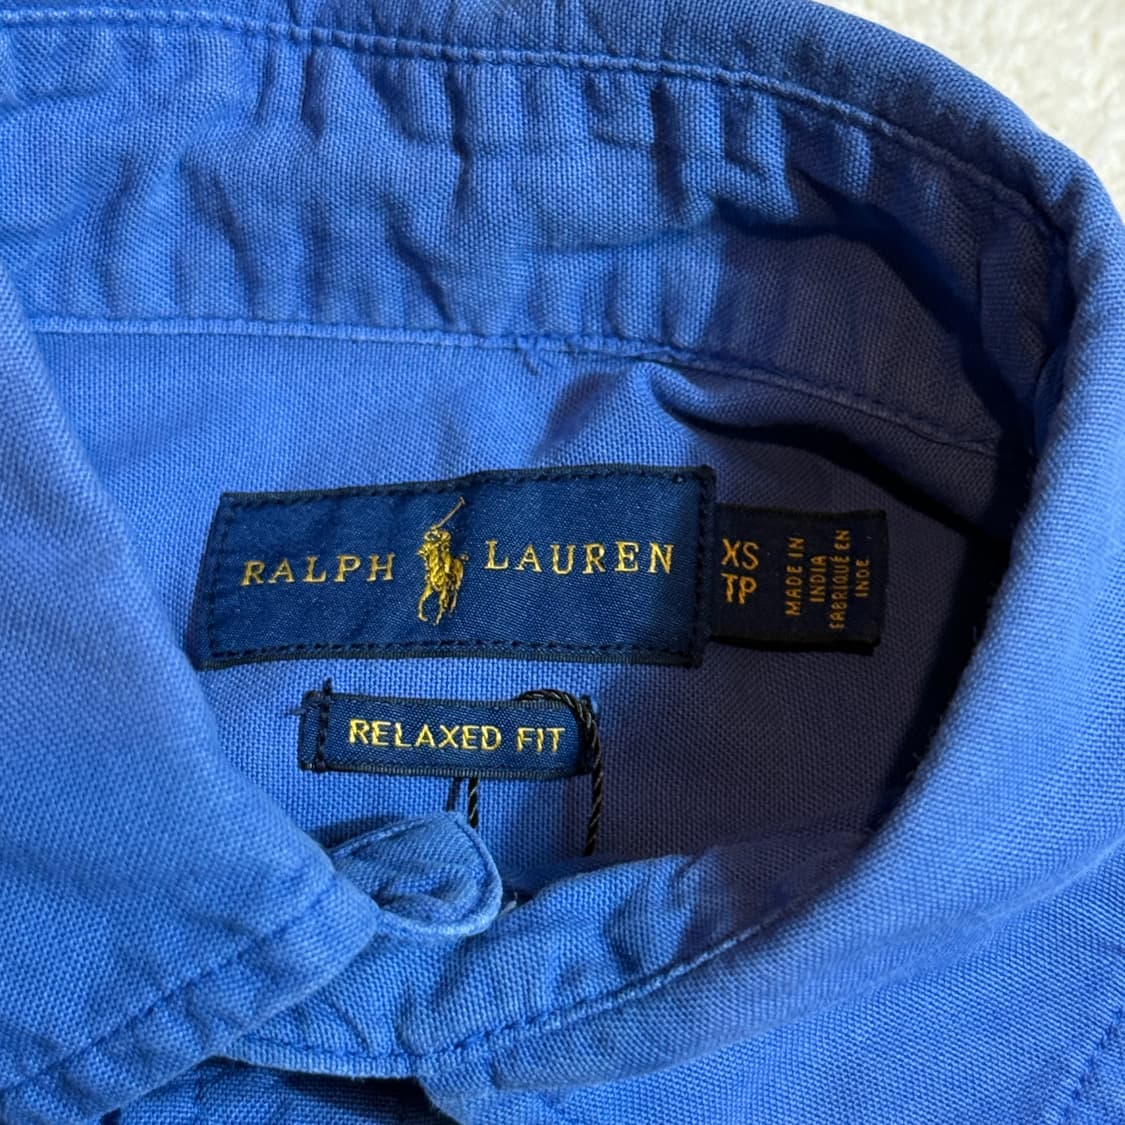 RALPH LAUREN
XS
TP
MADE IN
INDIA
FABRIQUÉ EN
INDE
RELAXED FIT